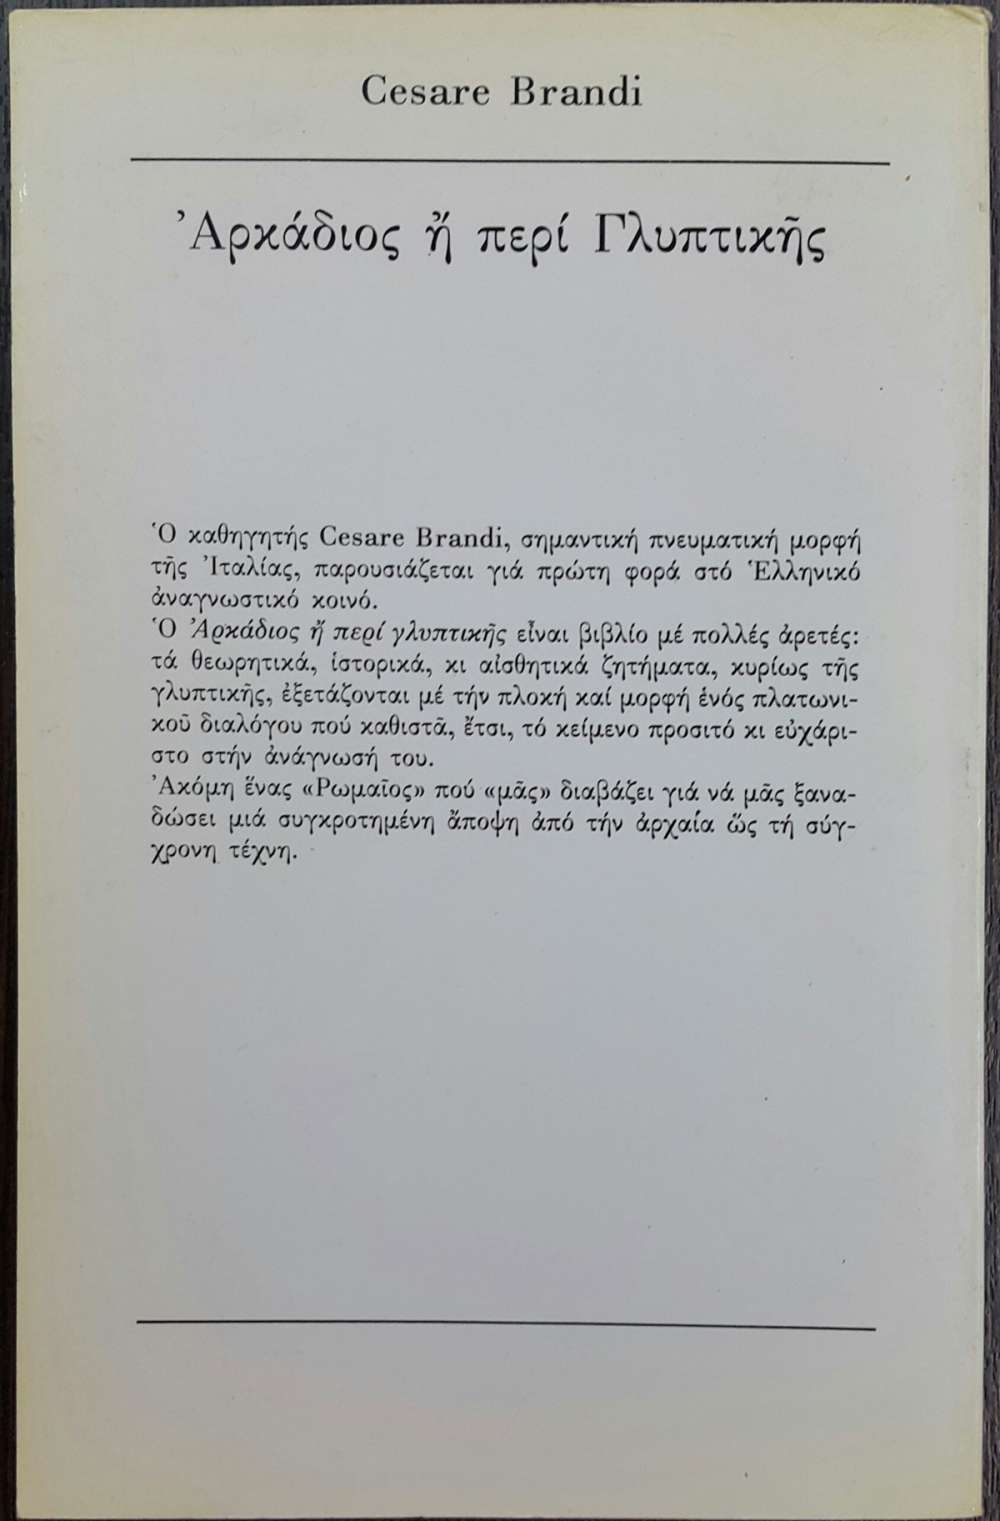 Cesare Brandi
Ἀρκάδιος ἤ περί Γλυπτικῆς
Ὁ καθηγητής Cesare Brandi, σημαντική πνευματική μορφή
τῆς Ἰταλίας, παρουσιάζεται γιά πρώτη φορά στό Ἑλληνικό
ἀναγνωστικό κοινό.
Ὁ Ἀρκάδιος ἤ περί γλυπτικῆς εἶναι βιβλίο μέ πολλές ἀρετές:
τά θεωρητικά, ἱστορικά, κι αἰσθητικά ζητήματα, κυρίως τῆς
γλυπτικῆς, ἐξετάζονται μέ τήν πλοκή καί μορφή ἑνός πλατωνι-
κοῦ διαλόγου πού καθιστᾶ, ἔτσι, τό κείμενο προσιτό κι εὐχάρι-
στο στήν ἀνάγνωσή του.
Ἀκόμη ἕνας «Ρωμαῖος» πού «μᾶς» διαβάζει γιά νά μᾶς ξανα-
δώσει μιά συγκροτημένη ἄποψη ἀπό τήν ἀρχαία ὥς τή σύγ-
χρονη τέχνη.